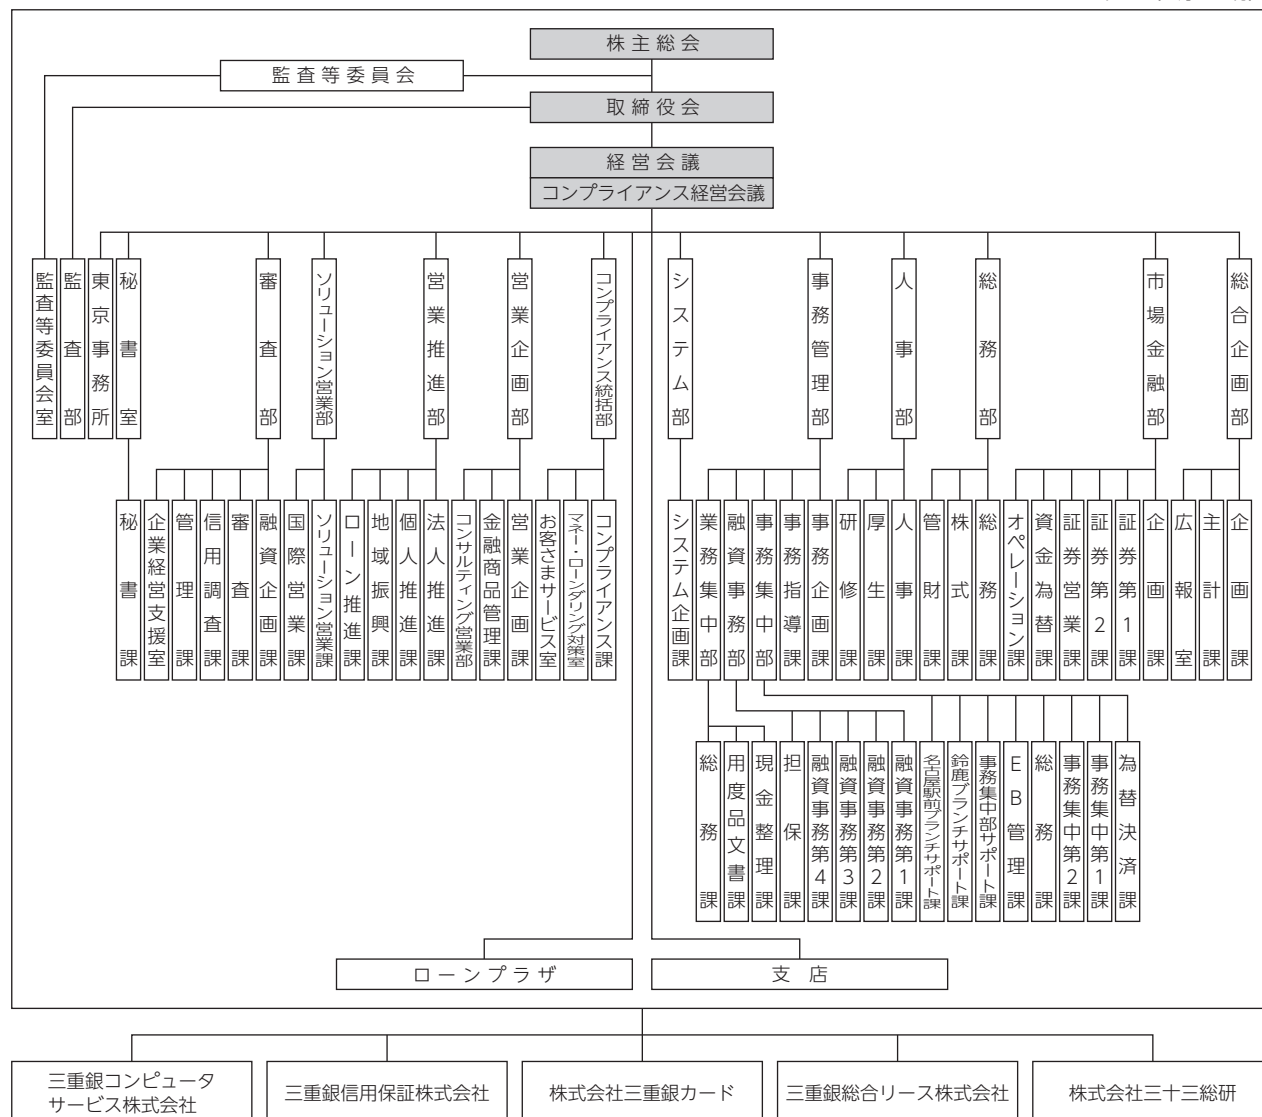 株主総会
監査等委員会
取締役会
経営会議
コンプライアンス経営会議
監査等委員会室
監査部
東京事務所
秘書室
審査部
ソリューション営業部
営業推進部
営業企画部
コンプライアンス統括部
システム部
事務管理部
人事部
総務部
市場金融部
総合企画部
秘書課
企業経営支援室
管理課
信用調査課
審査課
融資企画課
国際営業課
ソリューション営業課
ローン推進課
地域振興課
個人推進課
法人推進課
コンサルティング営業部
金融商品管理課
営業企画課
お客さまサービス室
マネー・ローンダリング対策室
コンプライアンス課
システム企画課
業務集中部
融資事務部
事務集中部
事務指導課
事務企画課
研修課
厚生課
人事課
管財課
株式課
総務課
オペレーション課
資金為替課
証券営業課
証券第2課
証券第1課
企画課
広報室
主計課
企画課
総務課
用度品文書課
現金整理課
担保課
融資事務第4課
融資事務第3課
融資事務第2課
融資事務第1課
名古屋駅前ブランチサポート課
鈴鹿ブランチサポート課
事務集中部サポート課
EB管理課
総務課
事務集中第2課
事務集中第1課
為替決済課
ローンプラザ
支店
三重銀コンピュータ
サービス株式会社
三重銀信用保証株式会社
株式会社三重銀カード
三重銀総合リース株式会社
株式会社三十三総研